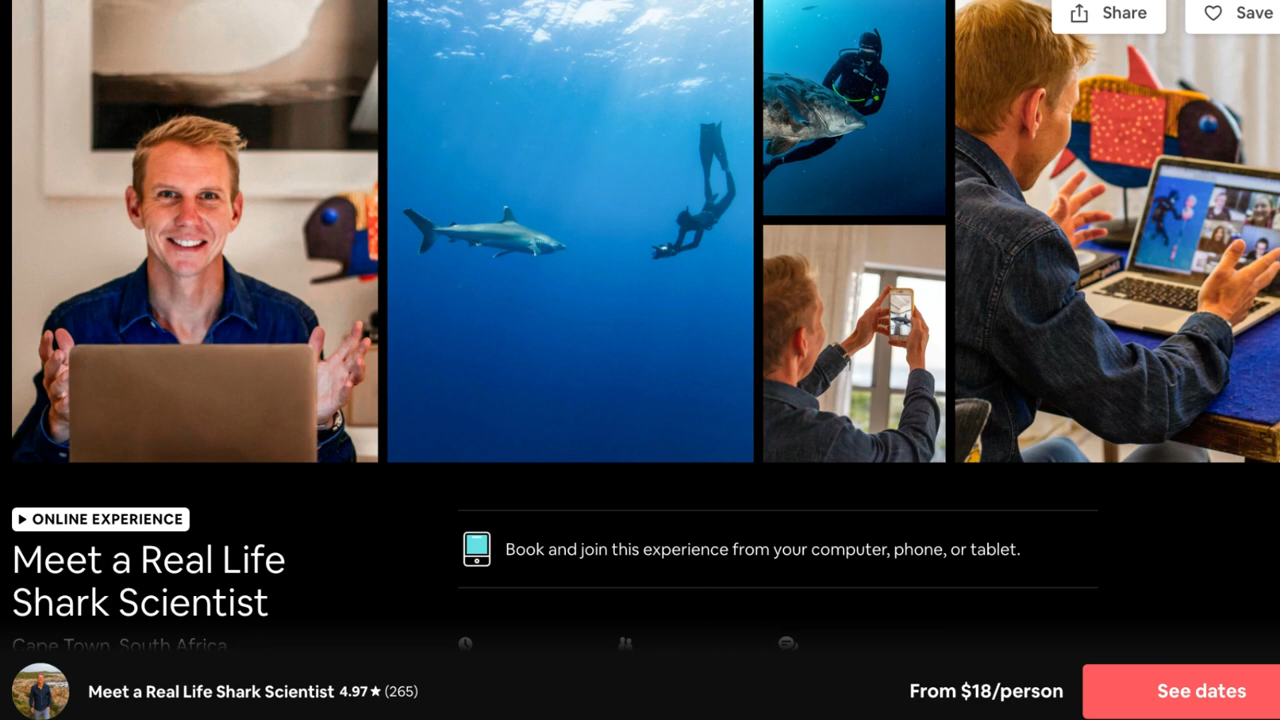 Share
Save
ONLINE EXPERIENCE
Meet a Real Life
Shark Scientist
Book and join this experience from your computer, phone, or tablet.
Cape Town, South Africa
Meet a Real Life Shark Scientist 4.97★ (265)
From $18/person
See dates